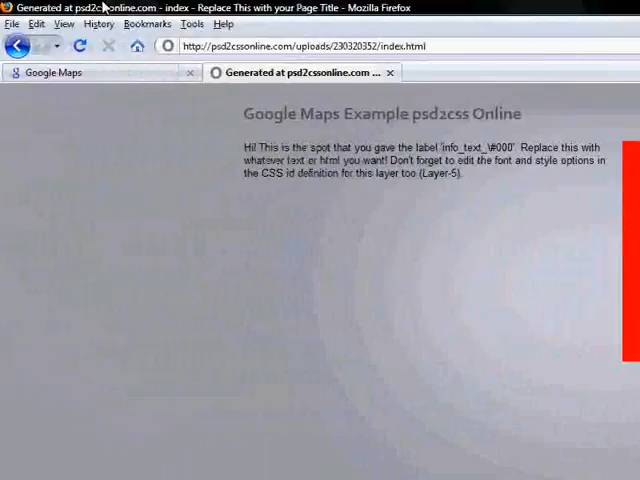 Generated at psd2cssonline.com - index - Replace This with your Page Title - Mozilla Firefox
File Edit View History Bookmarks Tools Help
http://psd2cssonline.com/uploads/230320352/index.html
Google Maps Generated at psd2cssonline.com ...
Google Maps Example psd2css Online
Hi! This is the spot that you gave the label 'info_text_\#000'. Replace this with
whatever text or html you want! Don't forget to edit the font and style options in
the CSS id definition for this layer too (Layer-5).